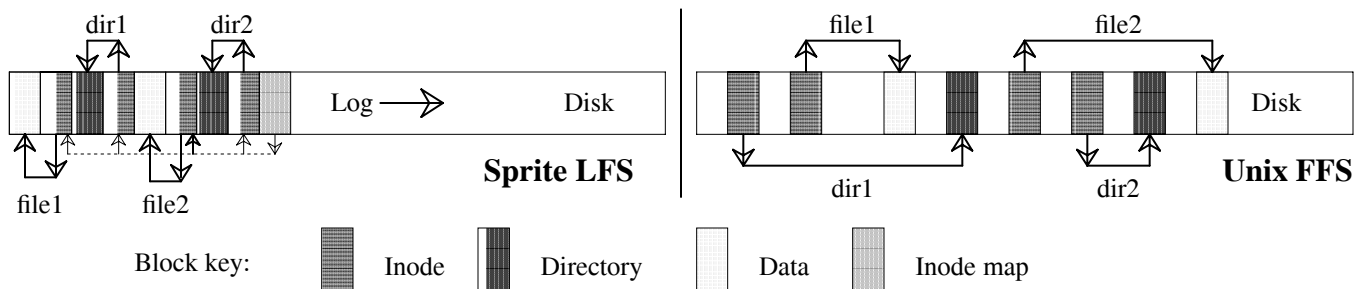 dir1 dir2
Log Disk
Sprite LFS
file1 file2
file1 file2
Disk
dir1 dir2
Unix FFS
Block key: Inode Directory Data Inode map